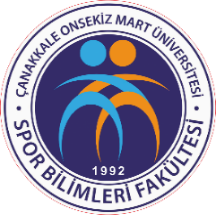 ÇANAKKALE ONSEKİZ MART ÜNİVERSİTESİ
1992
SPOR BİLİMLERİ FAKÜLTESİ